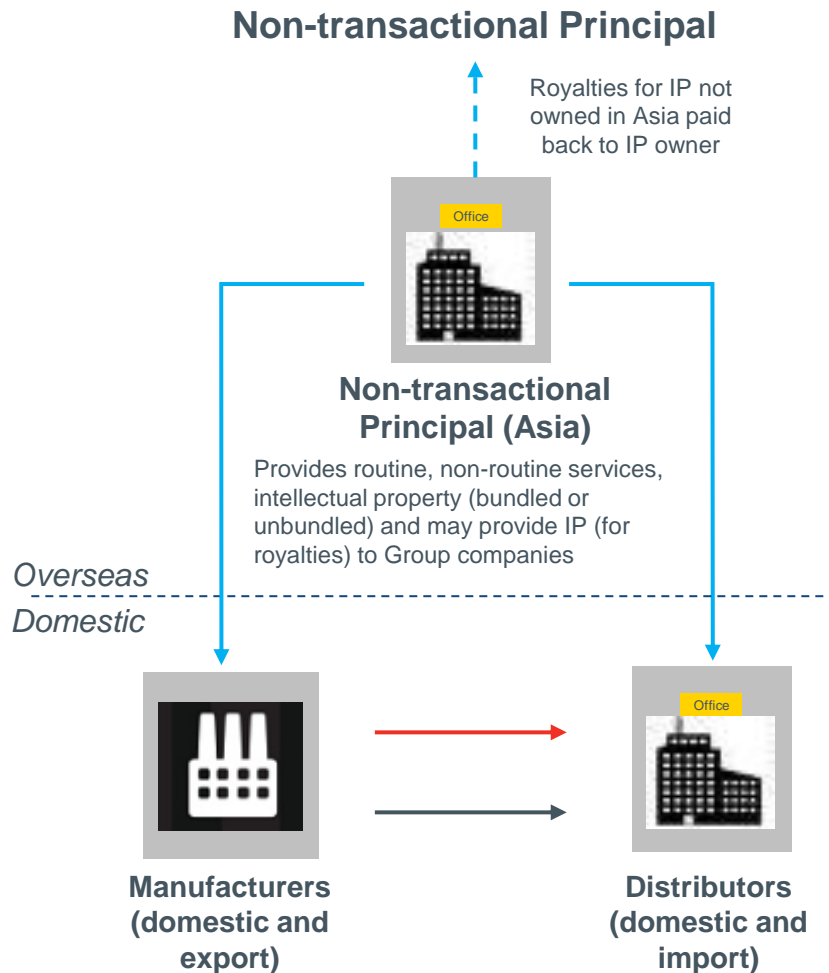 Non-transactional Principal
Royalties for IP not
owned in Asia paid
back to IP owner
Office
Non-transactional
Principal (Asia)
Provides routine, non-routine services,
intellectual property (bundled or
unbundled) and may provide IP (for
royalties) to Group companies
Overseas
Domestic
Office
Manufacturers
(domestic and
export)
Distributors
(domestic and
import)